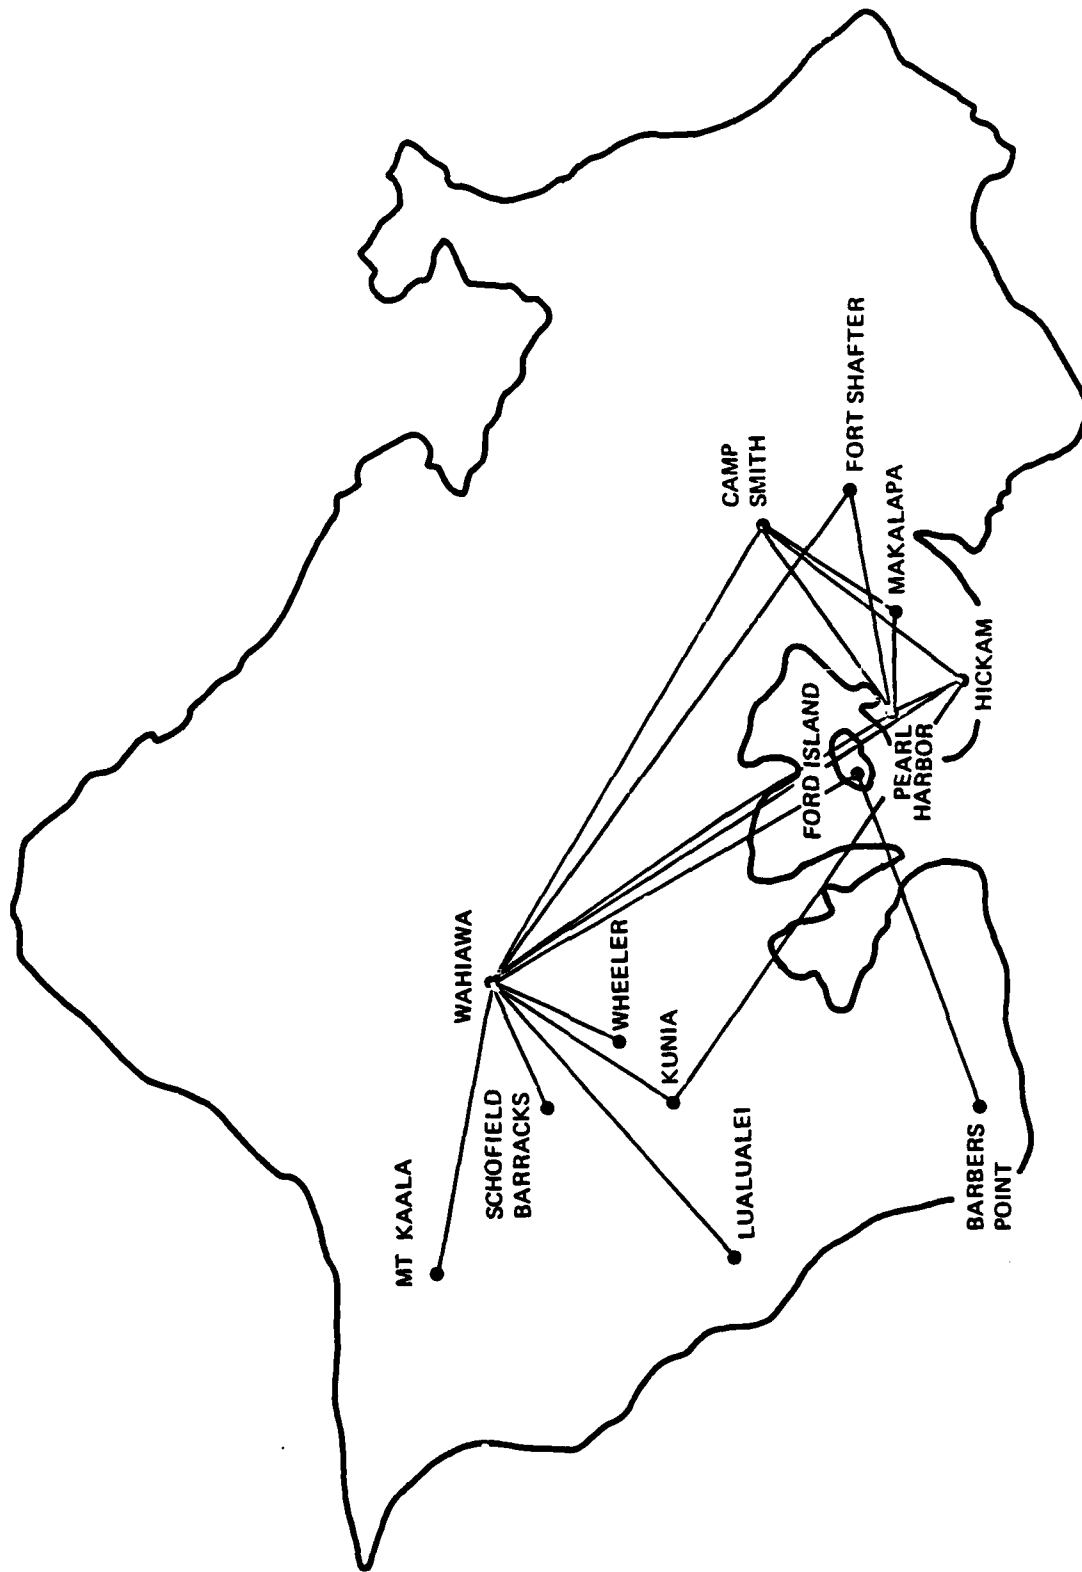 MT KAALA
SCHOFIELD
BARRACKS
WAHIAWA
WHEELER
KUNIA
LUALUALEI
BARBERS
POINT
FORD ISLAND
PEARL
HARBOR
HICKAM
MAKALAPA
CAMP
SMITH
FORT SHAFTER